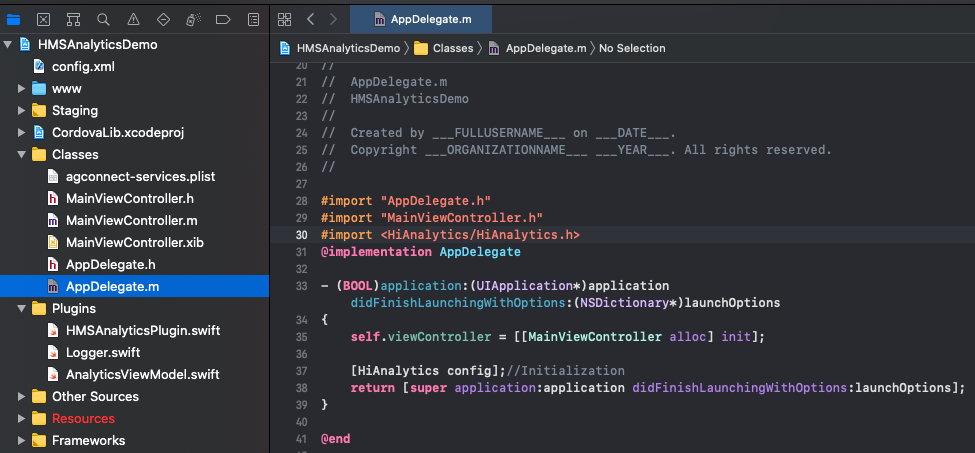 AppDelegate.m
HMSAnalyticsDemo
HMSAnalyticsDemo 〉 Classes 〉 AppDelegate.m 〉 No Selection
config.xml
www
Staging
CordovaLib.xcodeproj
Classes
agconnect-services.plist
MainViewController.h
MainViewController.m
MainViewController.xib
AppDelegate.h
AppDelegate.m
Plugins
HMSAnalyticsPlugin.swift
Logger.swift
AnalyticsViewModel.swift
Other Sources
Resources
Frameworks
20 //
21 //  AppDelegate.m
22 //  HMSAnalyticsDemo
23 //
24 //  Created by ___FULLUSERNAME___ on ___DATE___.
25 //  Copyright ___ORGANIZATIONNAME___ ___YEAR___. All rights reserved.
26 //
27
28 #import "AppDelegate.h"
29 #import "MainViewController.h"
30 #import <HiAnalytics/HiAnalytics.h>
31 @implementation AppDelegate
32
33 - (BOOL)application:(UIApplication*)application
didFinishLaunchingWithOptions:(NSDictionary*)launchOptions
34 {
35     self.viewController = [[MainViewController alloc] init];
36
37     [HiAnalytics config];//Initialization
38     return [super application:application didFinishLaunchingWithOptions:launchOptions];
39 }
40
41 @end